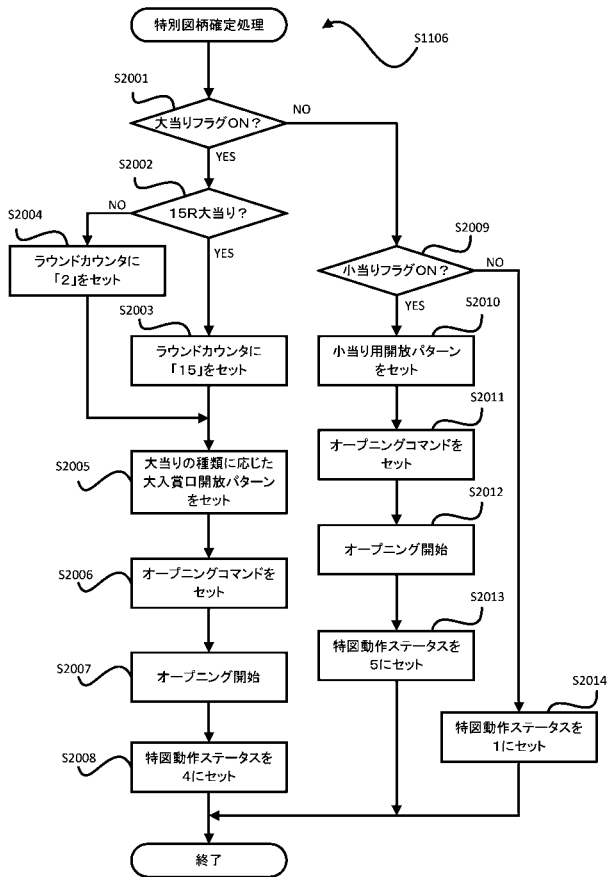 特別図柄確定処理
S1106
S2001
大当りフラグON?
NO
YES
S2002
15R大当り?
NO
YES
S2004
ラウンドカウンタに
「2」をセット
S2003
ラウンドカウンタに
「15」をセット
S2005
大当りの種類に応じた
大入賞口開放パターン
をセット
S2006
オープニングコマンドを
セット
S2007
オープニング開始
S2008
特図動作ステータスを
4にセット
S2009
小当りフラグON?
NO
YES
S2010
小当り用開放パターン
をセット
S2011
オープニングコマンドを
セット
S2012
オープニング開始
S2013
特図動作ステータスを
5にセット
S2014
特図動作ステータスを
1にセット
終了